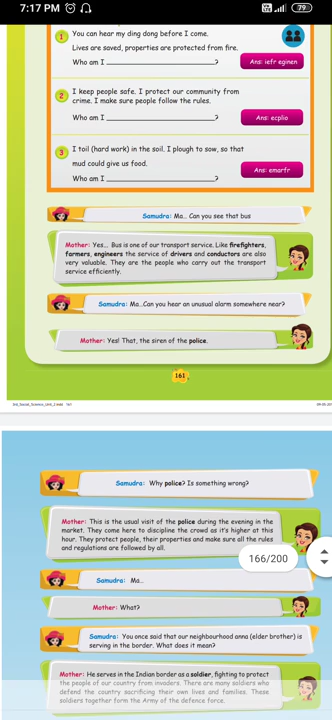 7:17 PM
79
1
You can hear my ding dong before I come.
Lives are saved, properties are protected from fire.
Who am I ______________________?
Ans: iefr eginen
2
I keep people safe, I protect our community from
crime. I make sure people follow the rules.
Who am I ______________________?
Ans: ecplio
3
I toil (hard work) in the soil. I plough to sow, so that
mud could give us food.
Who am I ______________________?
Ans: emarfr
Samudra: Ma... Can you see that bus
Mother: Yes... Bus is one of our transport service. Like firefighters,
farmers, engineers the service of drivers and conductors are also
very valuable. They are the people who carry out the transport
service efficiently.
Samudra: Ma...Can you hear an unusual alarm somewhere near?
Mother: Yes! That, the siren of the police.
161
Samudra: Why police? Is something wrong?
Mother: This is the usual visit of the police during the evening in the
market. They come here to discipline the crowd as it's higher at this
hour. They protect people, their properties and make sure all the rules
and regulations are followed by all.
166/200
Samudra: Ma...
Mother: What?
Samudra: You once said that our neighbourhood anna (elder brother) is
serving in the border. What does it mean?
Mother: He serves in the Indian border as a soldier, fighting to protect
the people of our country from invaders. There are many soldiers who
defend the country sacrificing their own lives and families. These
soldiers together form the Army of the defence force.